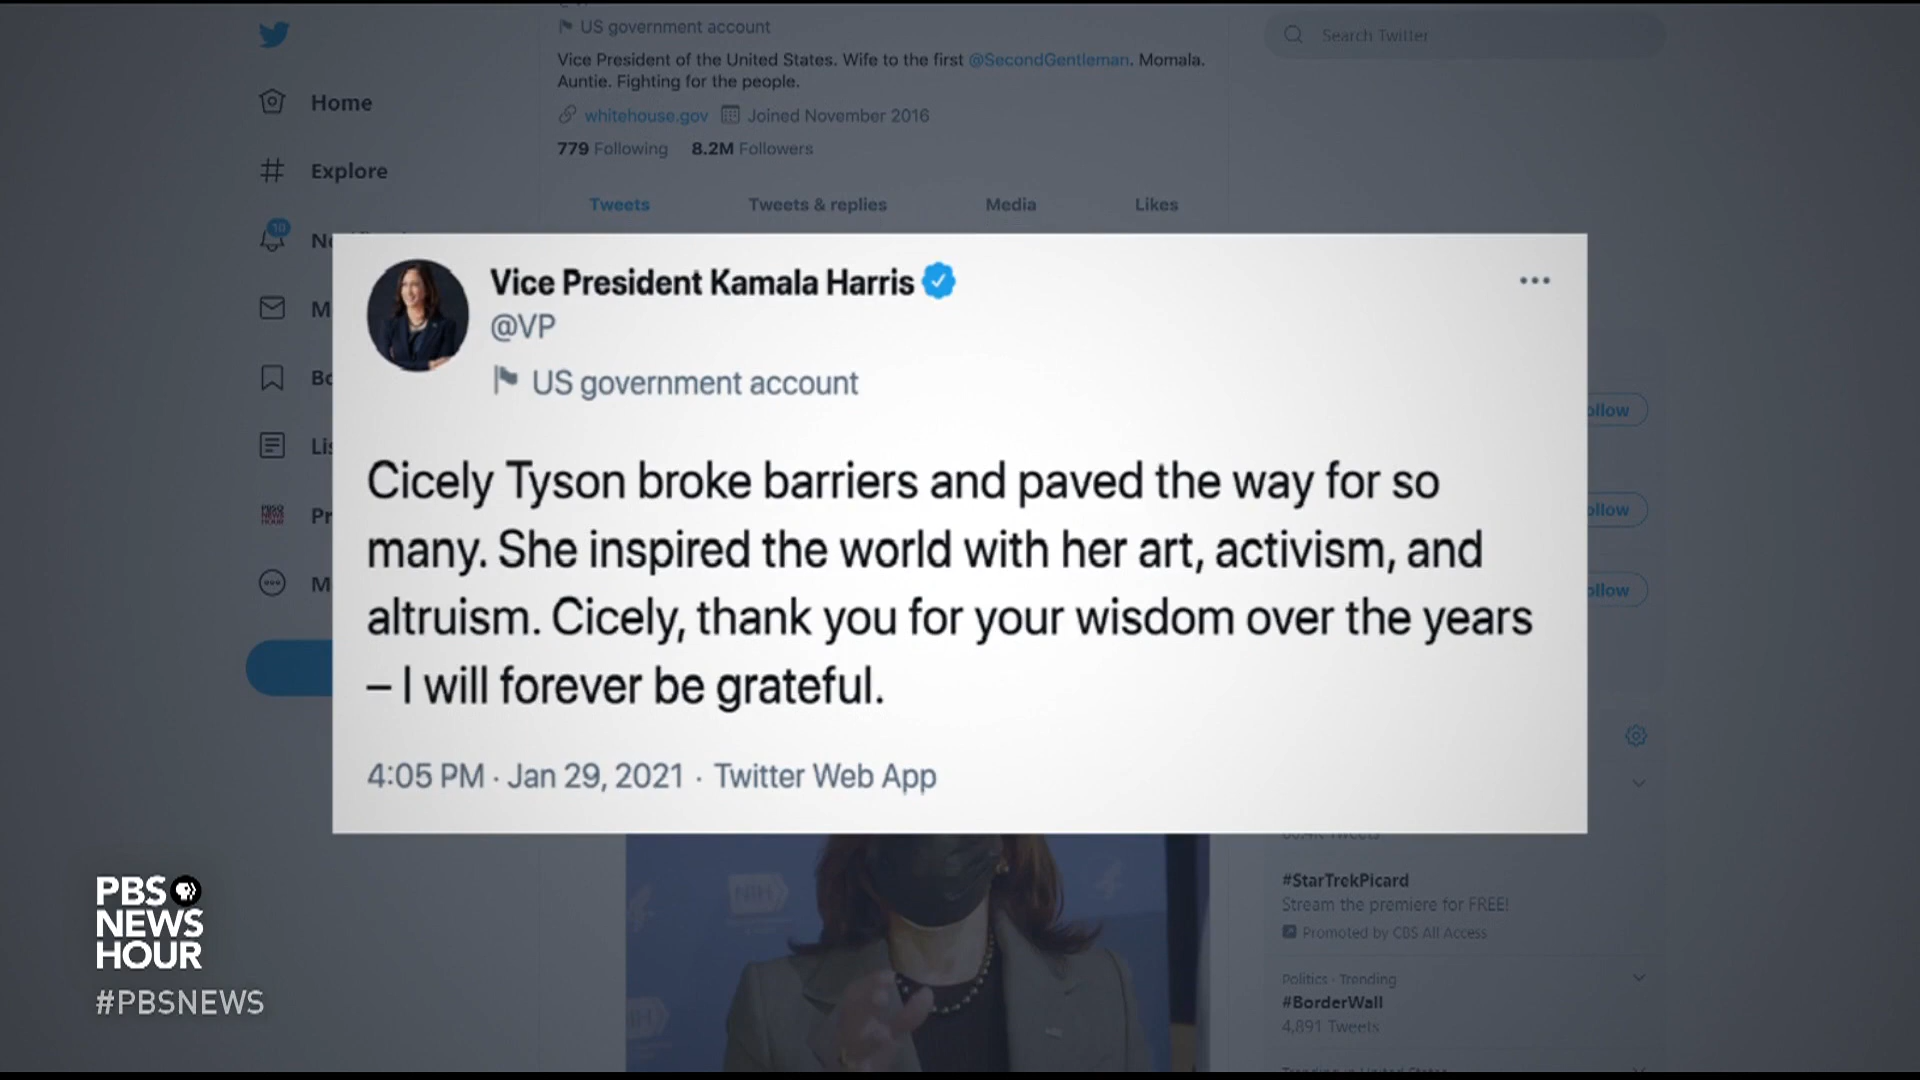 US government account
Vice President of the United States. Wife to the first @SecondGentleman. Momala.
Auntie. Fighting for the people.
whitehouse.gov Joined November 2016
779 Following 8.2M Followers
Tweets Tweets & replies Media Likes
Search Twitter
Home
Explore
10
Vice President Kamala Harris
@VP
US government account
Cicely Tyson broke barriers and paved the way for so
many. She inspired the world with her art, activism, and
altruism. Cicely, thank you for your wisdom over the years
– I will forever be grateful.
4:05 PM · Jan 29, 2021 · Twitter Web App
NIH
#StarTrekPicard
Stream the premiere for FREE!
Promoted by CBS All Access
Politics · Trending
#BorderWall
4,891 Tweets
PBS
NEWS
HOUR
#PBSNEWS